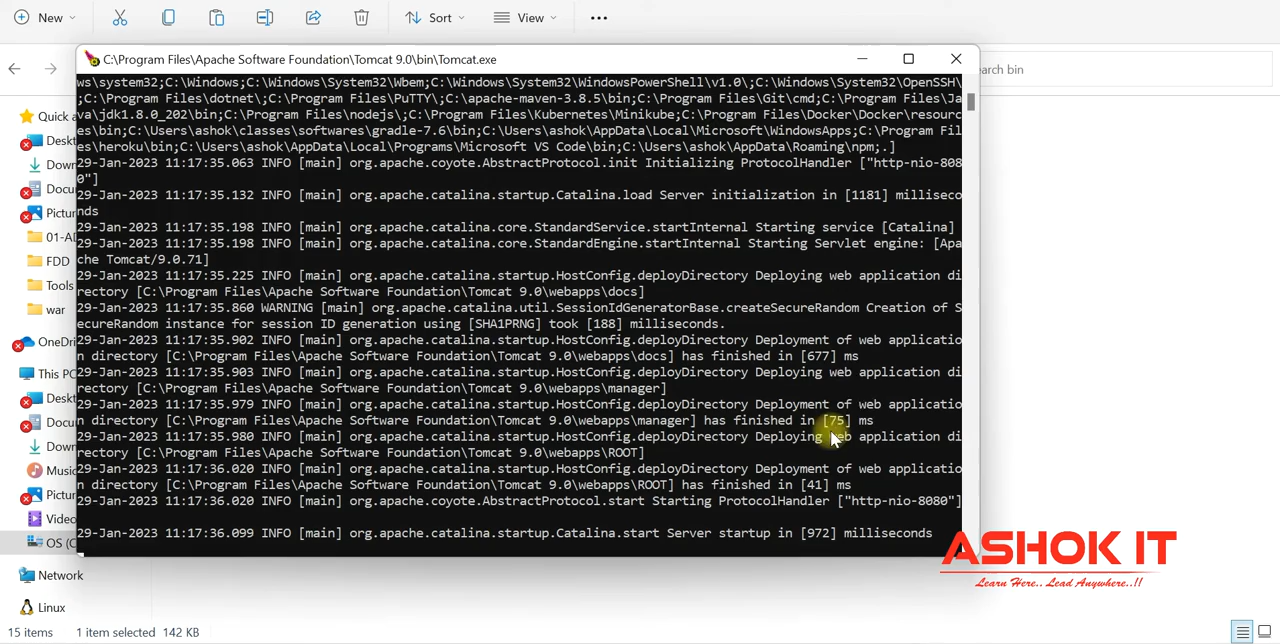 New
Sort
View
C:\Program Files\Apache Software Foundation\Tomcat 9.0\bin\Tomcat.exe
arch bin
ws\system32;C:\Windows;C:\Windows\System32\Wbem;C:\Windows\System32\WindowsPowerShell\v1.0\;C:\Windows\System32\OpenSSH\
;C:\Program Files\dotnet\;C:\Program Files\PuTTY\;C:\apache-maven-3.8.5\bin;C:\Program Files\Git\cmd;C:\Program Files\Ja
va\jdk1.8.0_202\bin;C:\Program Files\nodejs\;C:\Program Files\Kubernetes\Minikube;C:\Program Files\Docker\Docker\resourc
es\bin;C:\Users\ashok\classes\softwares\gradle-7.6\bin;C:\Users\ashok\AppData\Local\Microsoft\WindowsApps;C:\Program Fil
es\heroku\bin;C:\Users\ashok\AppData\Local\Programs\Microsoft VS Code\bin;C:\Users\ashok\AppData\Roaming\npm;.]
29-Jan-2023 11:17:35.063 INFO [main] org.apache.coyote.AbstractProtocol.init Initializing ProtocolHandler ["http-nio-808
0"]
29-Jan-2023 11:17:35.132 INFO [main] org.apache.catalina.startup.Catalina.load Server initialization in [1181] milliseco
nds
29-Jan-2023 11:17:35.198 INFO [main] org.apache.catalina.core.StandardService.startInternal Starting service [Catalina]
29-Jan-2023 11:17:35.198 INFO [main] org.apache.catalina.core.StandardEngine.startInternal Starting Servlet engine: [Apa
che Tomcat/9.0.71]
29-Jan-2023 11:17:35.225 INFO [main] org.apache.catalina.startup.HostConfig.deployDirectory Deploying web application di
rectory [C:\Program Files\Apache Software Foundation\Tomcat 9.0\webapps\docs]
29-Jan-2023 11:17:35.860 WARNING [main] org.apache.catalina.util.SessionIdGeneratorBase.createSecureRandom Creation of S
ecureRandom instance for session ID generation using [SHA1PRNG] took [188] milliseconds.
29-Jan-2023 11:17:35.902 INFO [main] org.apache.catalina.startup.HostConfig.deployDirectory Deployment of web applicatio
n directory [C:\Program Files\Apache Software Foundation\Tomcat 9.0\webapps\docs] has finished in [677] ms
29-Jan-2023 11:17:35.903 INFO [main] org.apache.catalina.startup.HostConfig.deployDirectory Deploying web application di
rectory [C:\Program Files\Apache Software Foundation\Tomcat 9.0\webapps\manager]
29-Jan-2023 11:17:35.979 INFO [main] org.apache.catalina.startup.HostConfig.deployDirectory Deployment of web applicatio
n directory [C:\Program Files\Apache Software Foundation\Tomcat 9.0\webapps\manager] has finished in [75] ms
29-Jan-2023 11:17:35.980 INFO [main] org.apache.catalina.startup.HostConfig.deployDirectory Deploying web application di
rectory [C:\Program Files\Apache Software Foundation\Tomcat 9.0\webapps\ROOT]
29-Jan-2023 11:17:36.020 INFO [main] org.apache.catalina.startup.HostConfig.deployDirectory Deployment of web applicatio
n directory [C:\Program Files\Apache Software Foundation\Tomcat 9.0\webapps\ROOT] has finished in [41] ms
29-Jan-2023 11:17:36.020 INFO [main] org.apache.coyote.AbstractProtocol.start Starting ProtocolHandler ["http-nio-8080"]
29-Jan-2023 11:17:36.099 INFO [main] org.apache.catalina.startup.Catalina.start Server startup in [972] milliseconds
Quick a
Deskt
Down
Docu
Pictur
01-A
FDD
Tools
war
OneDri
This PC
Deskt
Docu
Down
Music
Pictur
Video
OS (C
Network
Linux
ASHOK IT
Learn Here.. Lead Anywhere..!!
15 items
1 item selected 142 KB